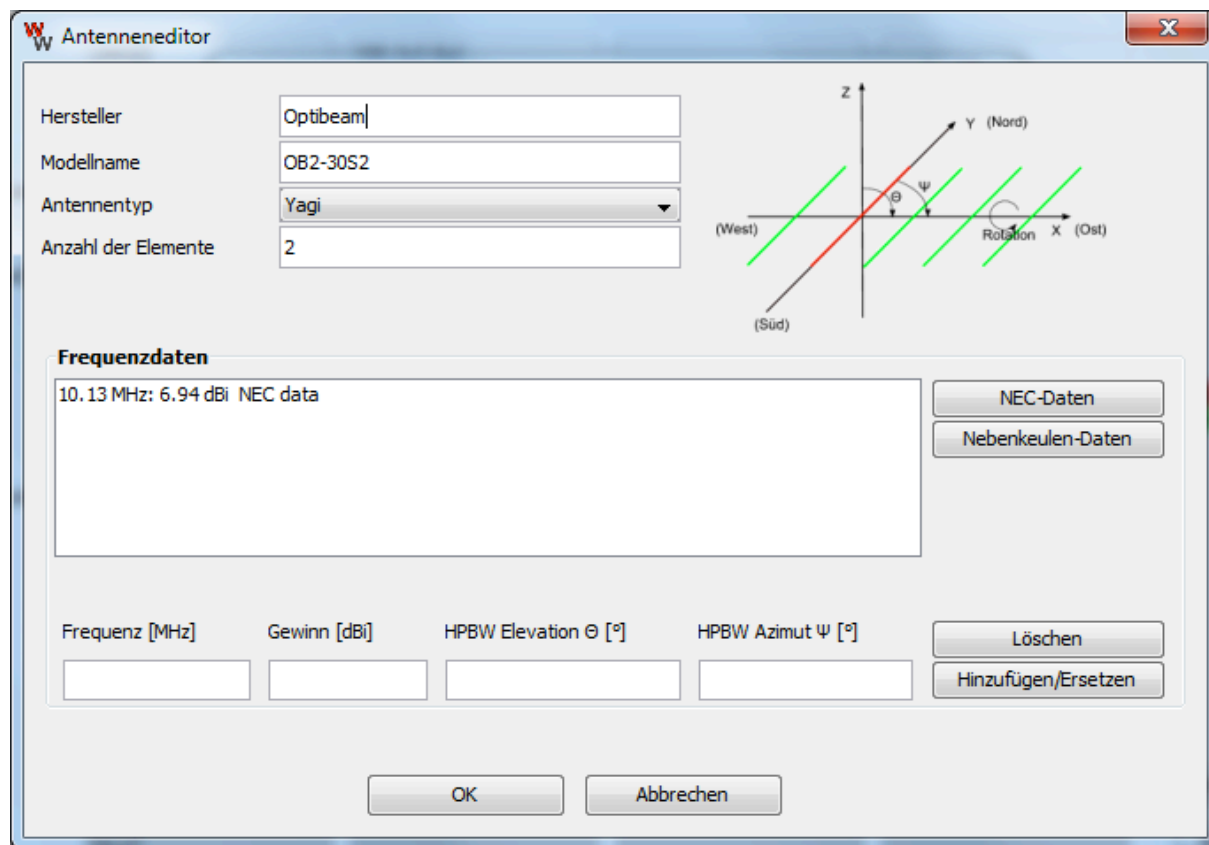 WW Antenneneditor
X
Hersteller Optibeam
Modellname OB2-30S2
Antennentyp Yagi
Anzahl der Elemente 2
Z
Y (Nord)
Θ Ψ
(West) Rotation X (Ost)
(Süd)
Frequenzdaten
10.13 MHz: 6.94 dBi NEC data
NEC-Daten
Nebenkeulen-Daten
Frequenz [MHz] Gewinn [dBi] HPBW Elevation Θ [°] HPBW Azimut Ψ [°]
Löschen
Hinzufügen/Ersetzen
OK Abbrechen